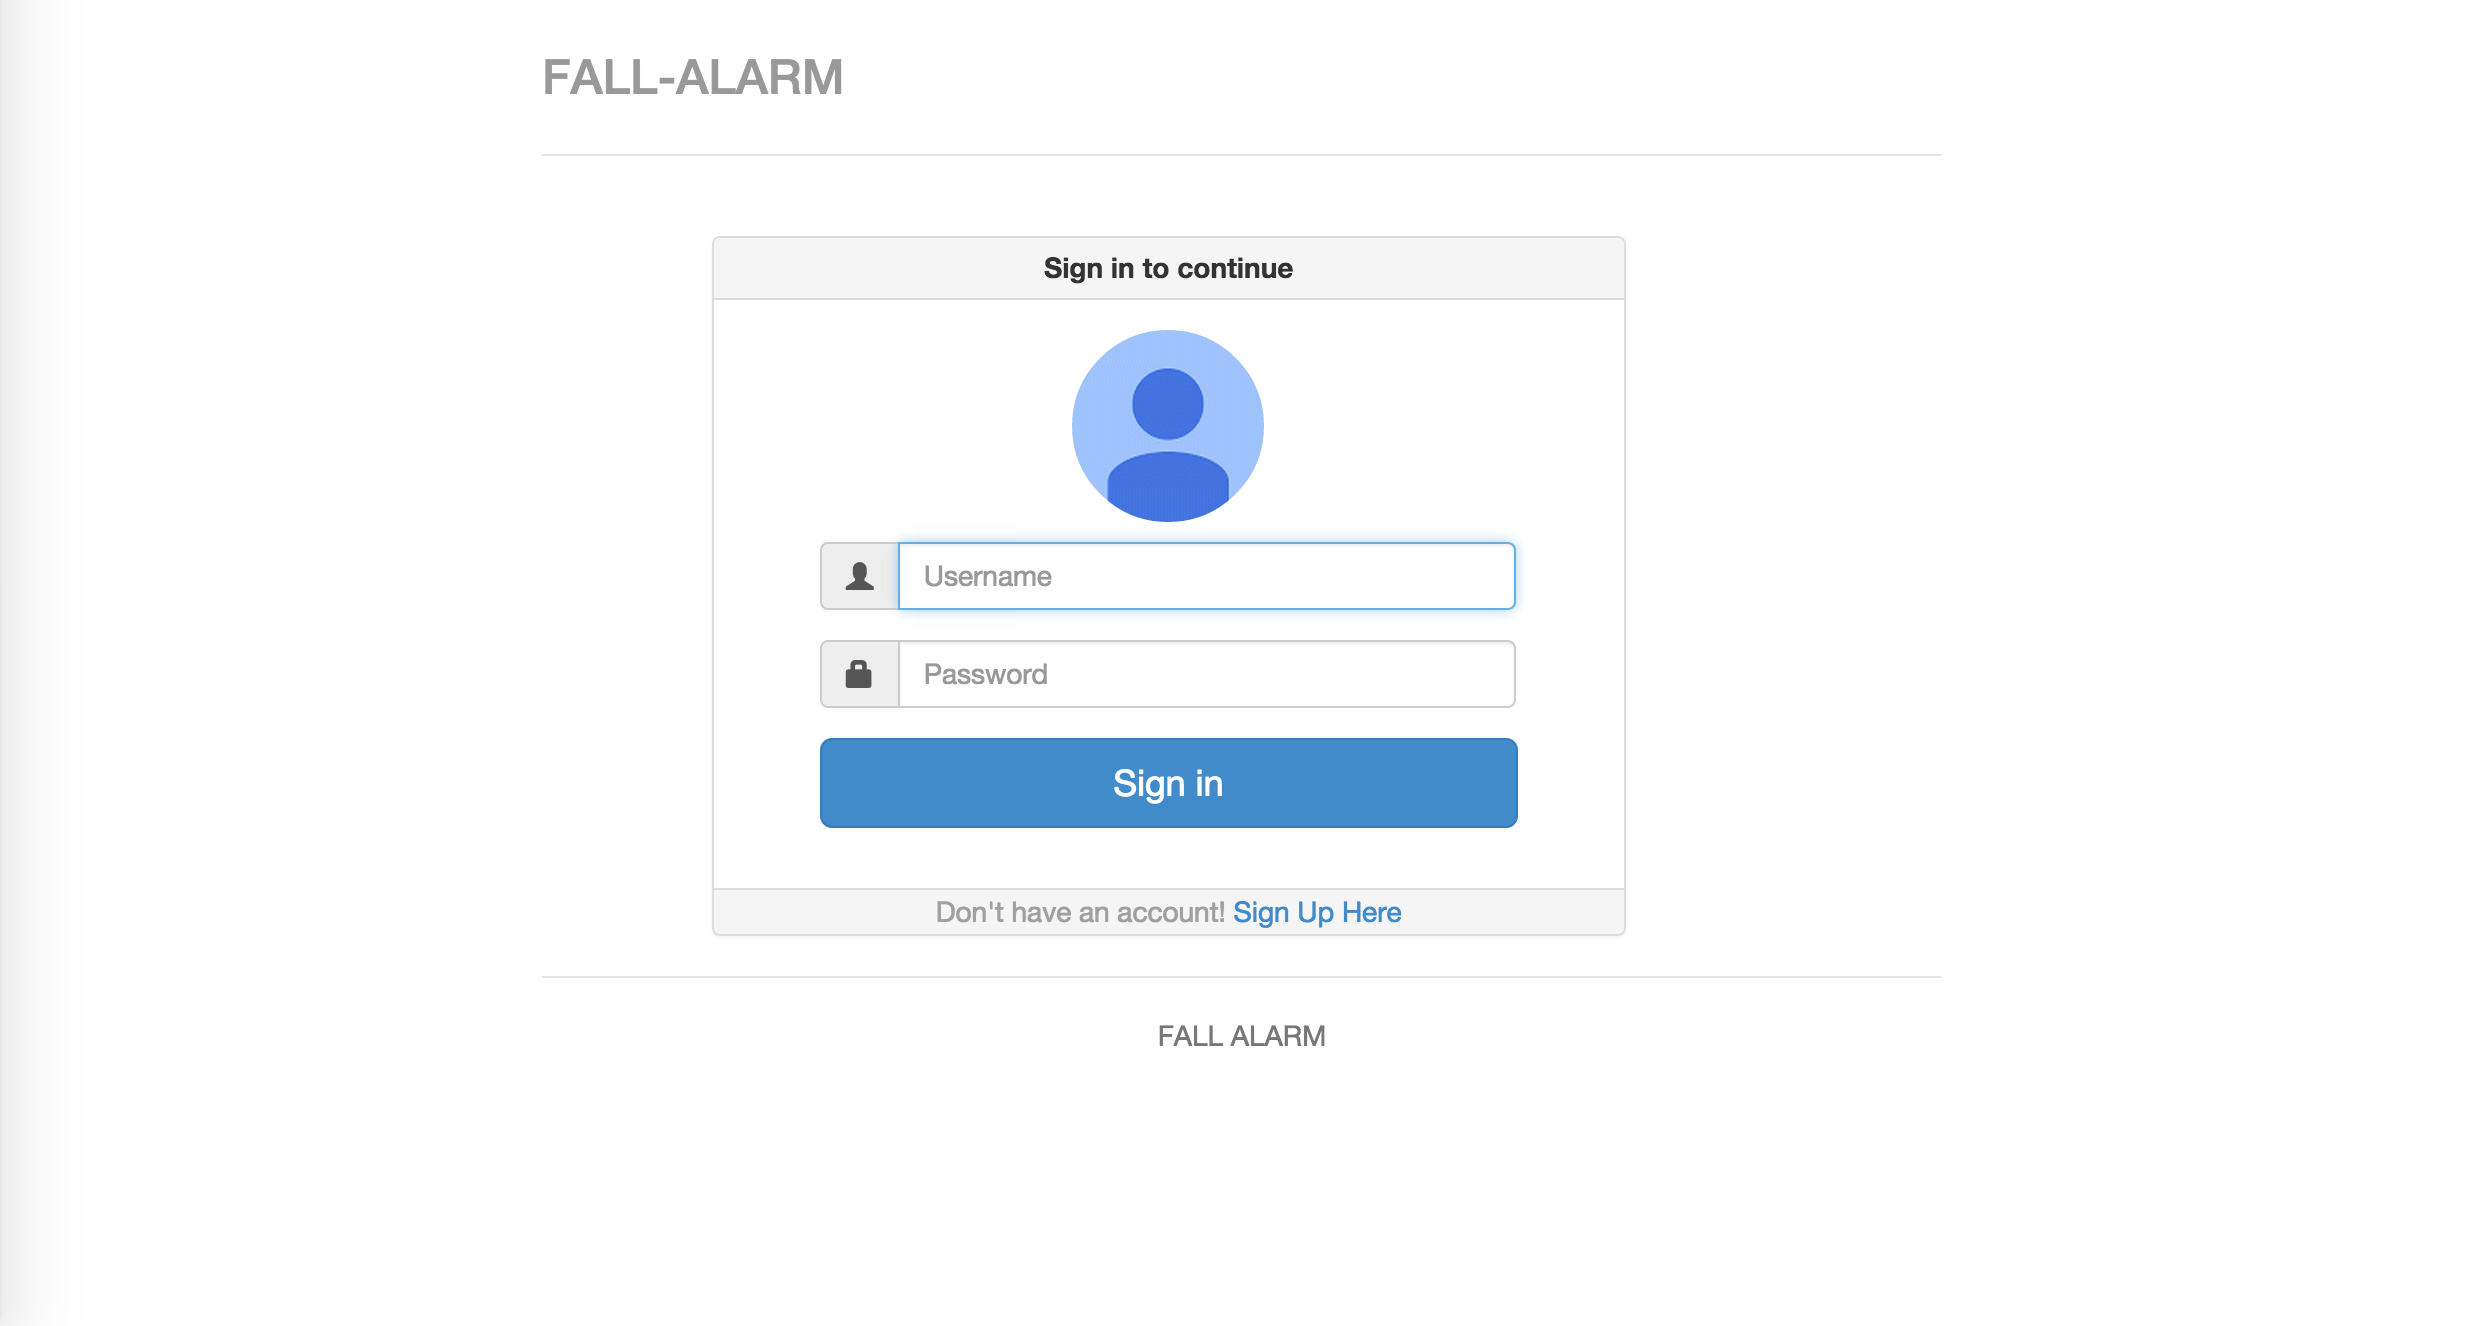 FALL-ALARM
Sign in to continue
Username
Password
Sign in
Don't have an account! Sign Up Here
FALL ALARM